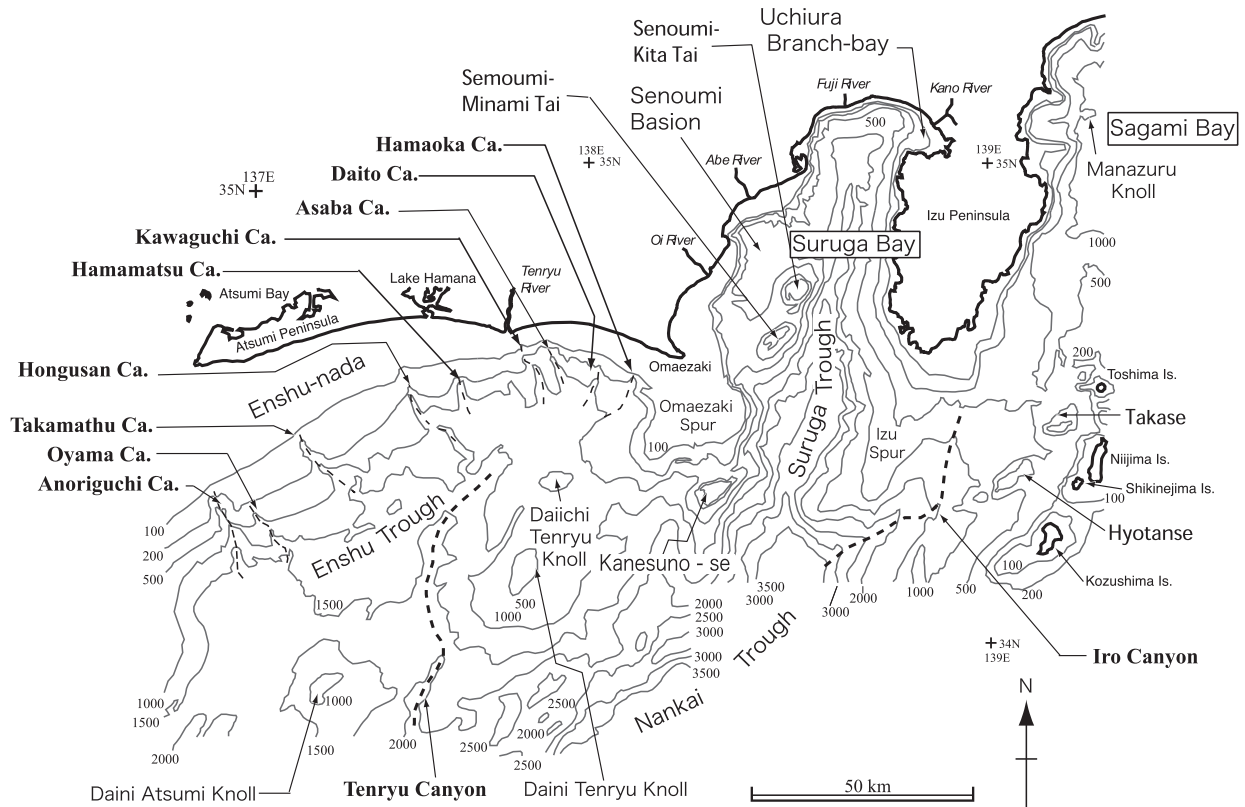 Uchiura
Branch-bay
Senoumi-
Kita Tai
Semoumi-
Minami Tai
Senoumi
Basion
Fuji River
Kano River
500
Sagami Bay
Manazuru
Knoll
Hamaoka Ca.
138E
35N
139E
35N
Daito Ca.
Abe River
137E
35N
Asaba Ca.
Izu Peninsula
Kawaguchi Ca.
Oi River
Suruga Bay
1000
Hamamatsu Ca.
Lake Hamana
Tenryu
River
500
Atsumi Bay
Atsumi Peninsula
Hongusan Ca.
Enshu-nada
Omaezaki
Suruga Trough
200
Toshima Is.
Omaezaki
Spur
Takase
Takamathu Ca.
Izu
Spur
100
Oyama Ca.
Niijima Is.
Anoriguchi Ca.
Shikinejima Is.
100
100
200
500
Enshu Trough
Daiichi
Tenryu
Knoll
Kanesuno - se
Hyotanse
100
Kozushima Is.
200
1500
500
1000
3500
3000
2000
3000
1000
500
2000
2500
3000
Nankai Trough
34N
139E
Iro Canyon
3000
3500
1000
1500
2000
1000
1500
2000
2500
2000
2500
2500
N
Daini Atsumi Knoll
Tenryu Canyon
Daini Tenryu Knoll
50 km